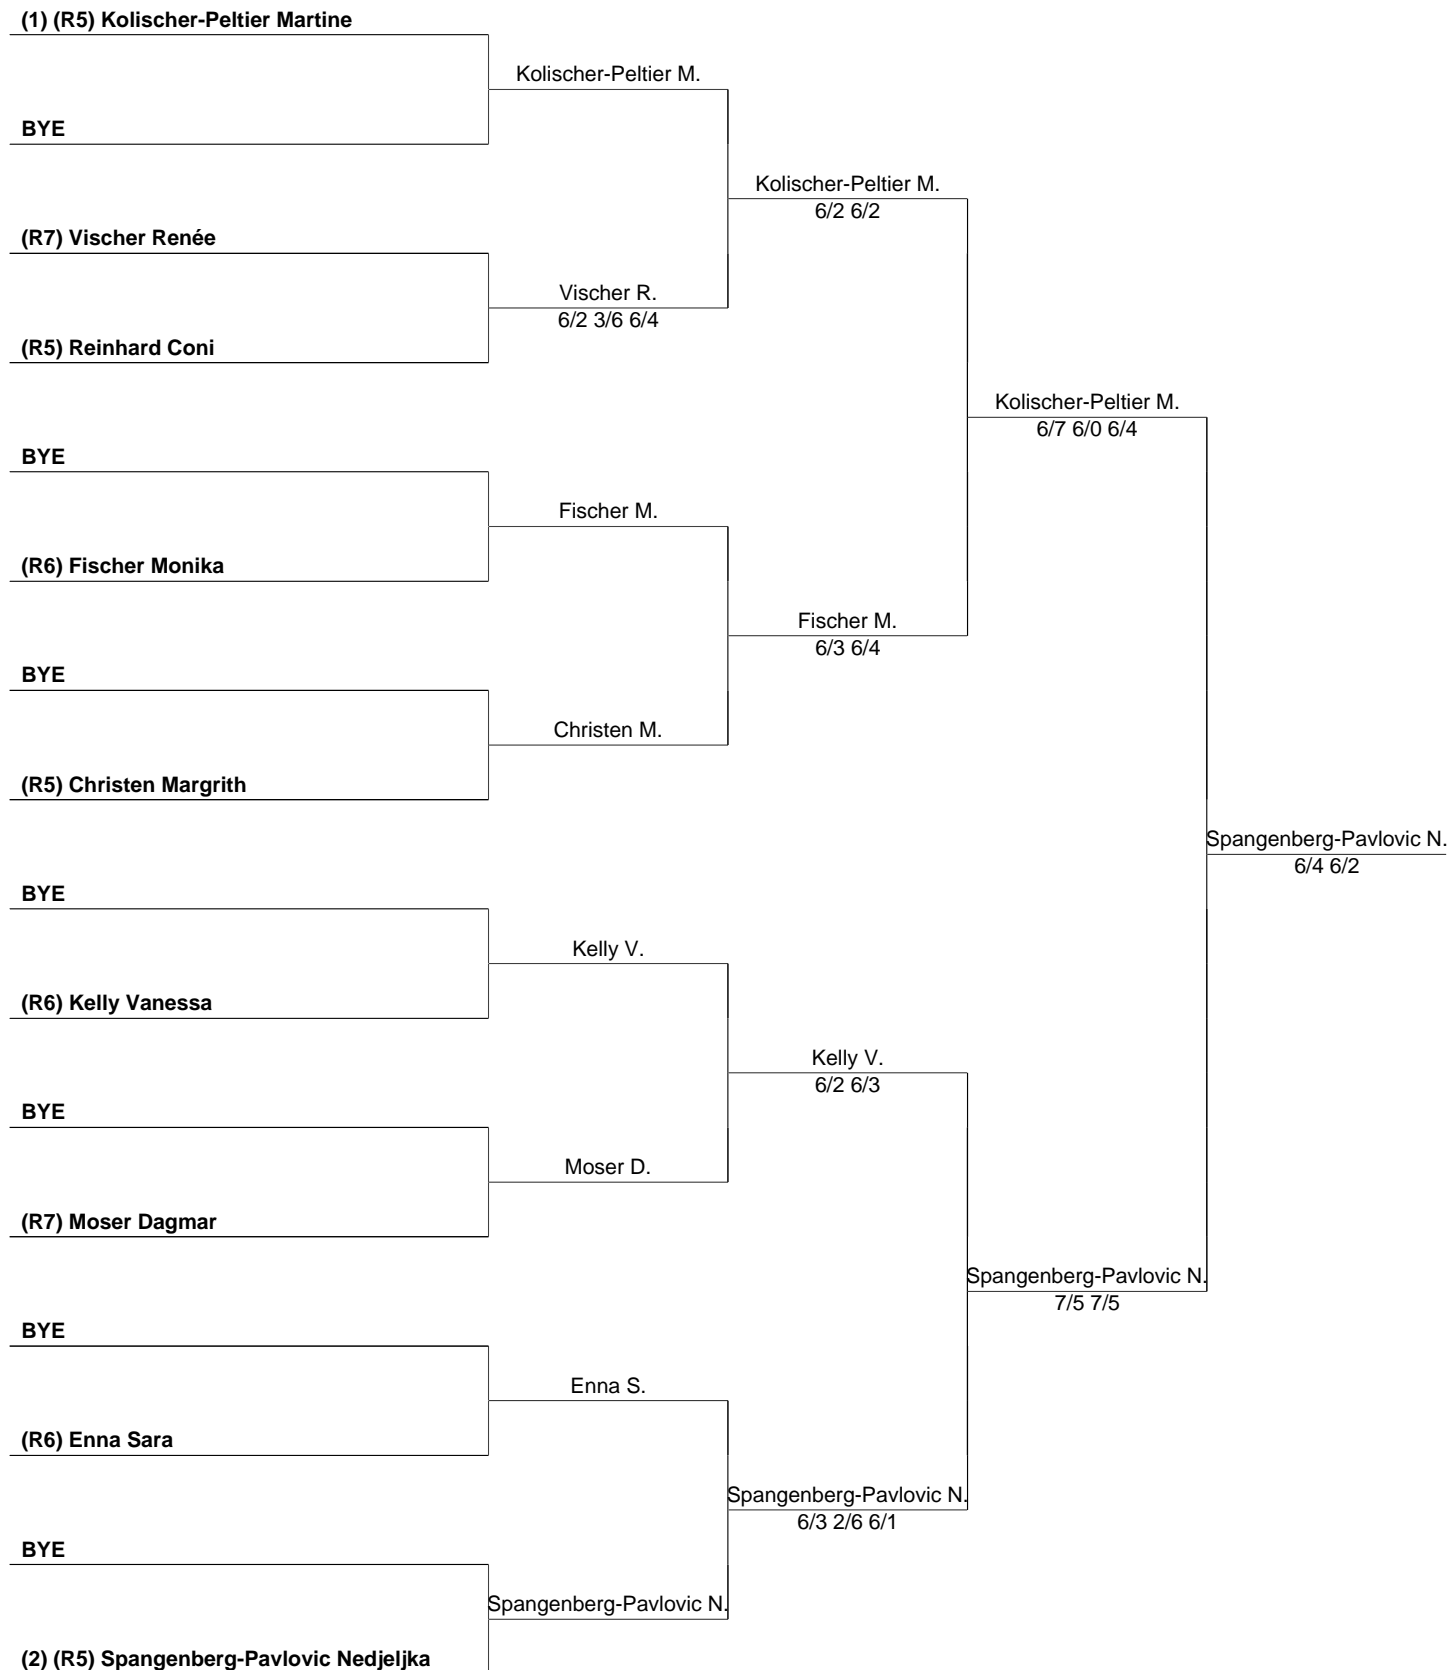 (1) (R5) Kolischer-Peltier Martine
Kolischer-Peltier M.
BYE
Kolischer-Peltier M.
6/2 6/2
(R7) Vischer Renée
Vischer R.
6/2 3/6 6/4
(R5) Reinhard Coni
Kolischer-Peltier M.
6/7 6/0 6/4
BYE
Fischer M.
(R6) Fischer Monika
Fischer M.
6/3 6/4
BYE
Christen M.
(R5) Christen Margrith
Spangenberg-Pavlovic N.
6/4 6/2
BYE
Kelly V.
(R6) Kelly Vanessa
Kelly V.
6/2 6/3
BYE
Moser D.
(R7) Moser Dagmar
Spangenberg-Pavlovic N.
7/5 7/5
BYE
Enna S.
(R6) Enna Sara
Spangenberg-Pavlovic N.
6/3 2/6 6/1
BYE
Spangenberg-Pavlovic N.
(2) (R5) Spangenberg-Pavlovic Nedjeljka